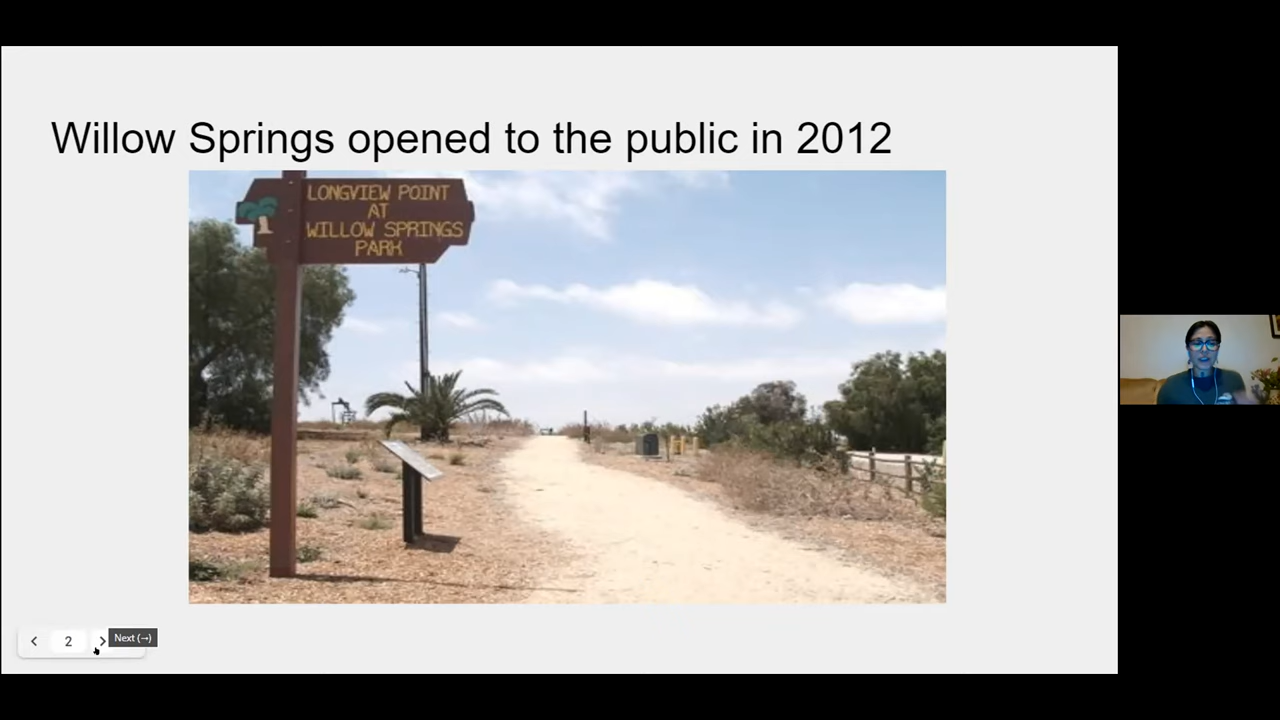 Willow Springs opened to the public in 2012
LONGVIEW POINT
AT
WILLOW SPRINGS
PARK
2
Next (→)